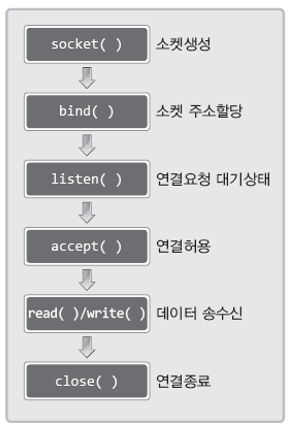 socket( ) 소켓생성
bind( ) 소켓 주소할당
listen( ) 연결요청 대기상태
accept( ) 연결허용
read( )/write( ) 데이터 송수신
close( ) 연결종료